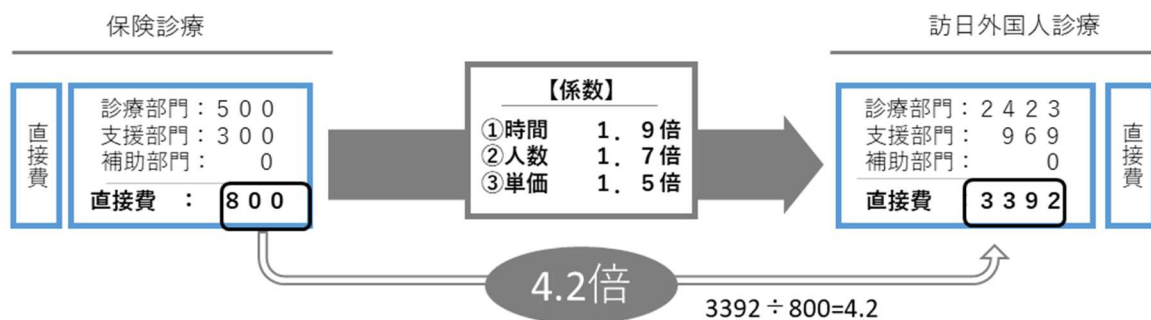 保険診療
訪日外国人診療
直接費
診療部門：５００
支援部門：３００
補助部門：　　０
直接費　：　８００
【係数】
①時間　１．９倍
②人数　１．７倍
③単価　１．５倍
診療部門：２４２３
支援部門：　９６９
補助部門：　　　０
直接費　３３９２
直接費
4.2倍
3392÷800=4.2